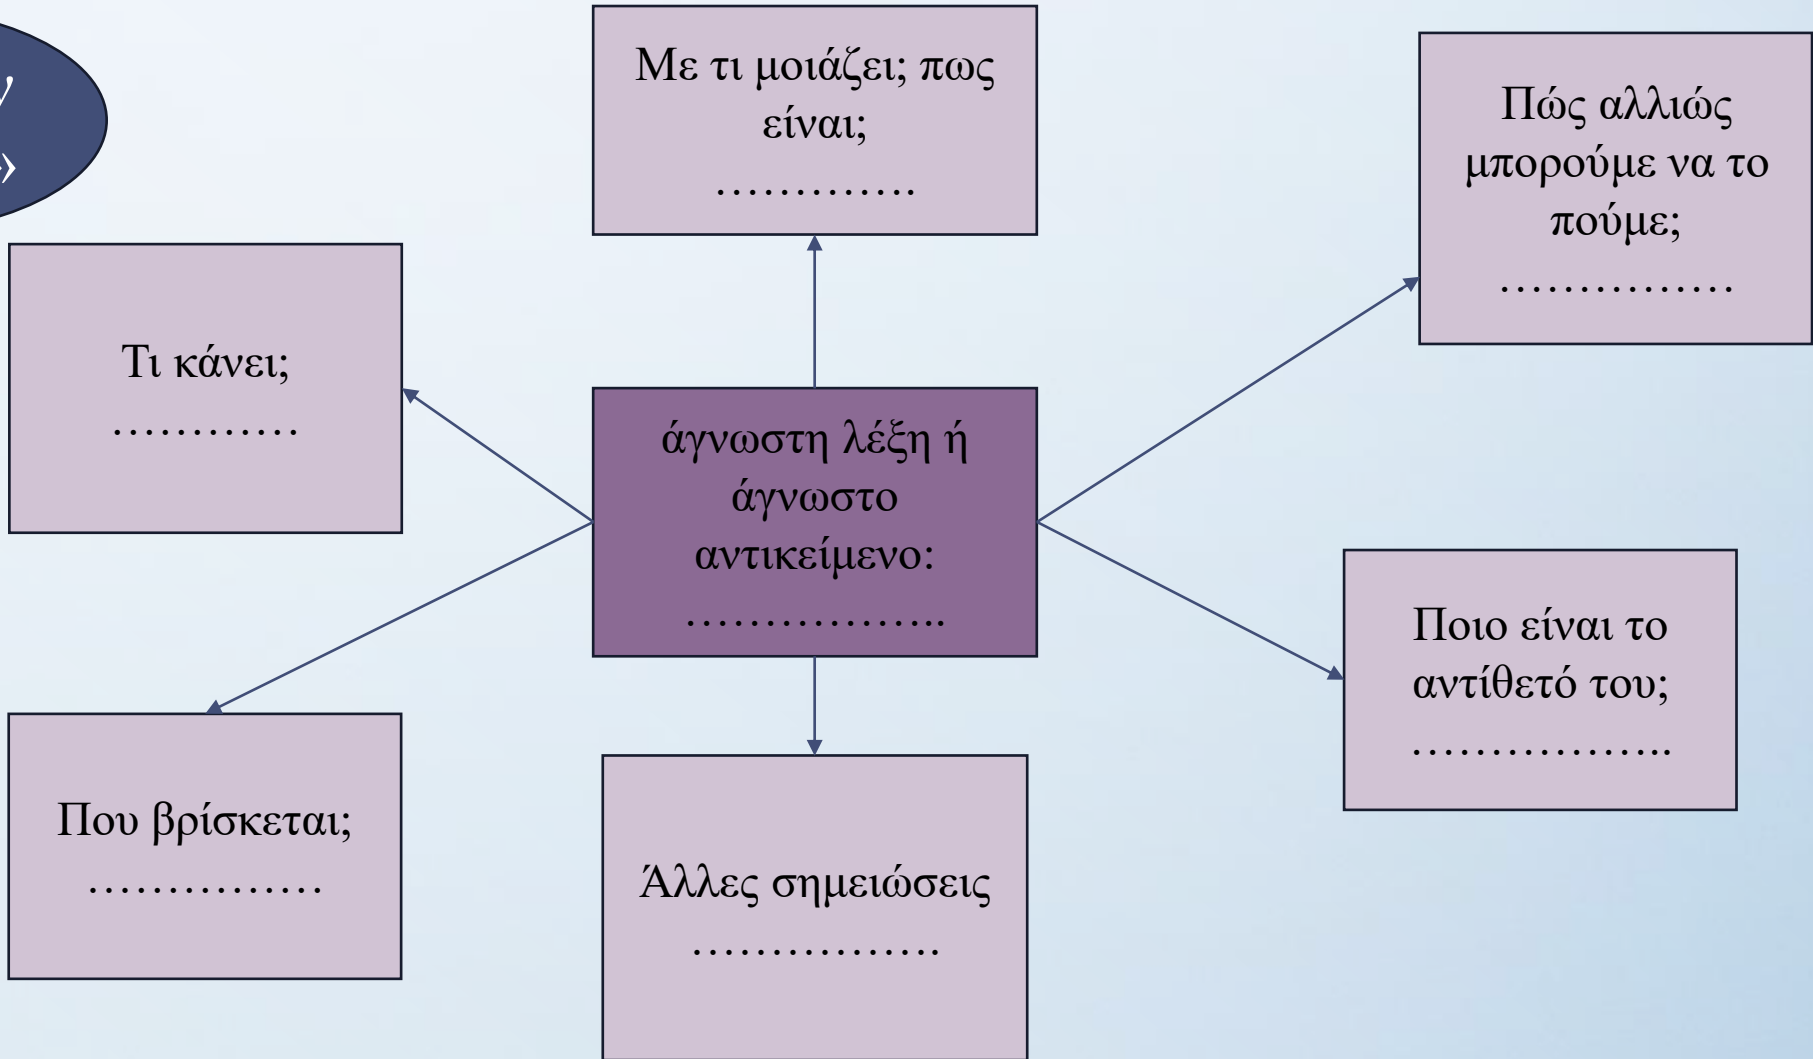 »
Με τι μοιάζει; πως
είναι;
………….
Πώς αλλιώς
μπορούμε να το
πούμε;
……………
Τι κάνει;
…………
άγνωστη λέξη ή
άγνωστο
αντικείμενο:
……………..
Ποιο είναι το
αντίθετό του;
……………..
Που βρίσκεται;
……………
Άλλες σημειώσεις
…………….